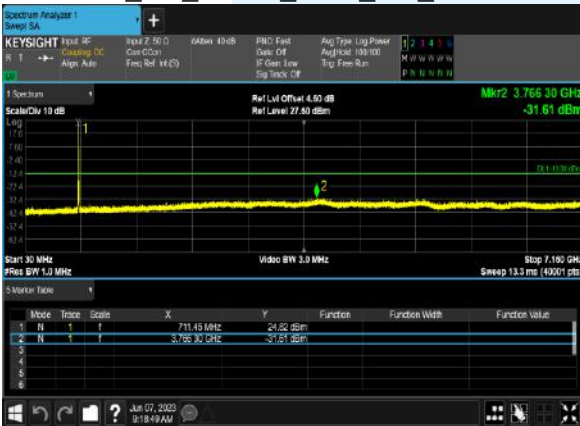 Spectrum Analyzer 1
Swept SA
+
KEYSIGHT Input: RF Input Z: 50 Ω #Atten: 40 dB PNO: Fast Avg Type: Log-Power 1 2 3 4 5 6
R T Coupling: DC Corr CCorr Gate: Off Avg|Hold: 100/100 M W W W W W
Align: Auto Freq Ref: Int (S) IF Gain: Low Trig: Free Run
LXI Sig Track: Off P N N N N N
1 Spectrum Ref Lvl Offset 4.50 dB Mkr2 3.766 30 GHz
Scale/Div 10 dB Ref Level 27.50 dBm -31.61 dBm
Log
17.5
1
7.50
-2.50
-12.5
-22.5
2
-32.5
-42.5
-52.5
-62.5
Start 30 MHz Video BW 3.0 MHz Stop 7.160 GHz
#Res BW 1.0 MHz Sweep 13.3 ms (40001 pts)
5 Marker Table
Mode Trace Scale X Y Function Function Width Function Value
1 N 1 f 711.45 MHz 24.82 dBm
2 N 1 f 3.766 30 GHz -31.61 dBm
3
4
5
6
? Jun 07, 2023
9:18:49 AM